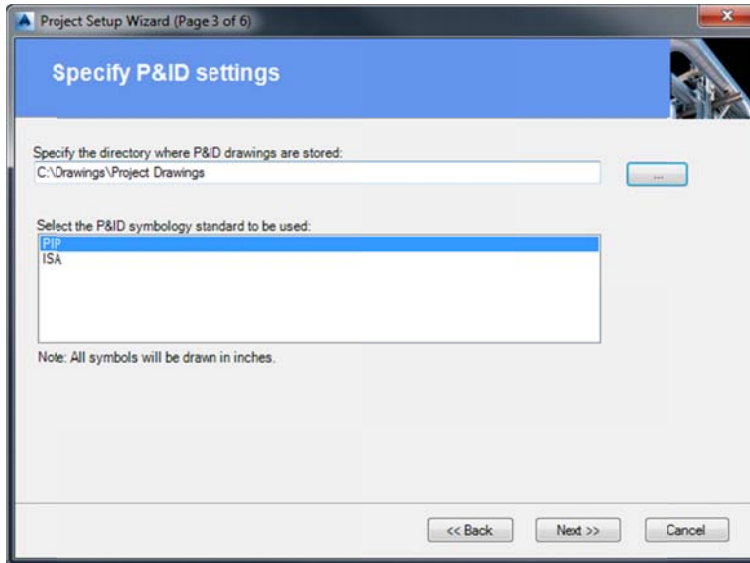 Project Setup Wizard (Page 3 of 6)
Specify P&ID settings
Specify the directory where P&ID drawings are stored:
C:\Drawings\Project Drawings
...
Select the P&ID symbology standard to be used:
PIP
ISA
Note: All symbols will be drawn in inches.
<< Back Next >> Cancel